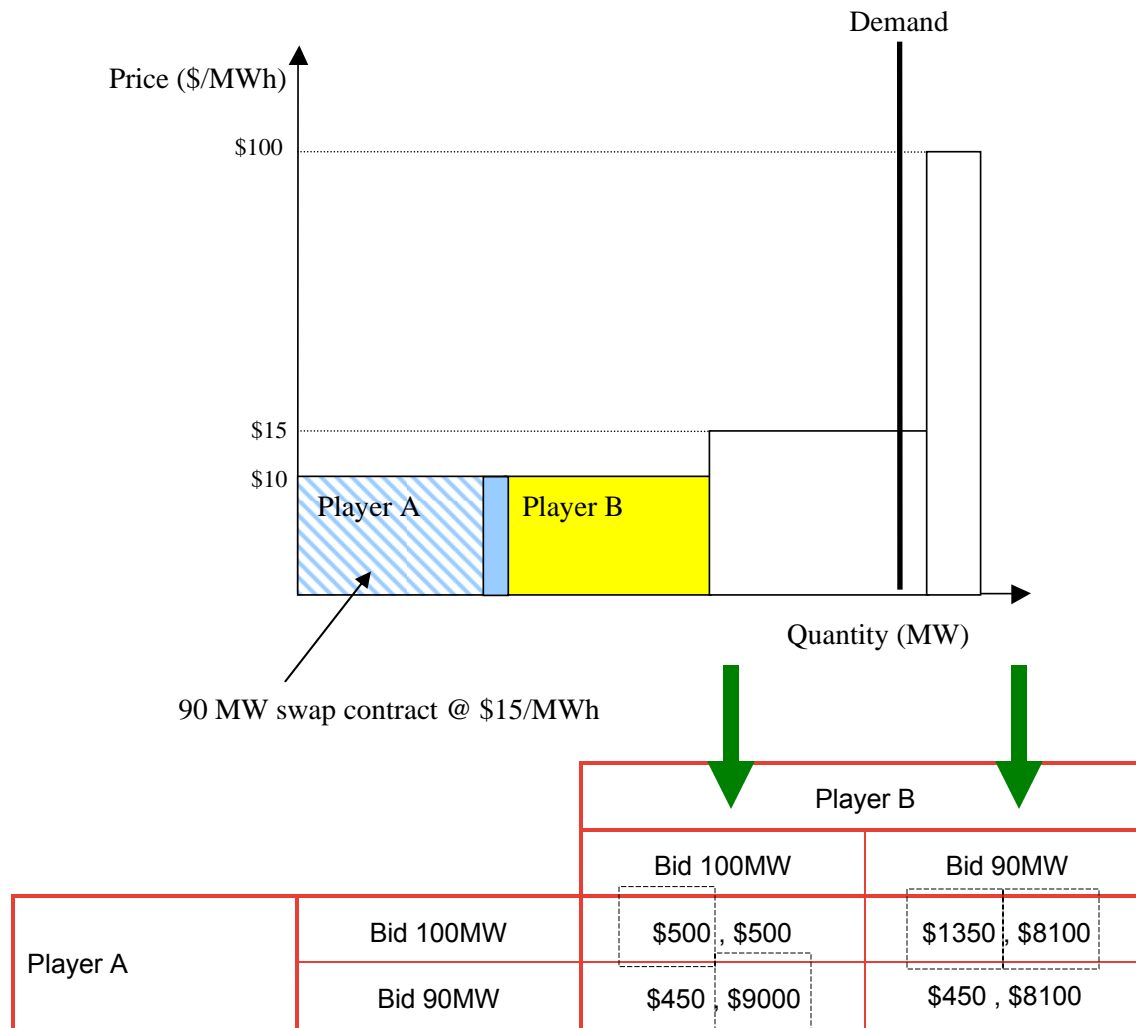 Demand
Price ($/MWh)
$100
$15
$10
Player A
Player B
Quantity (MW)
90 MW swap contract @ $15/MWh
Player B
Bid 100MW
Bid 90MW
Player A
Bid 100MW
$500 , $500
$1350 , $8100
Bid 90MW
$450 , $9000
$450 , $8100